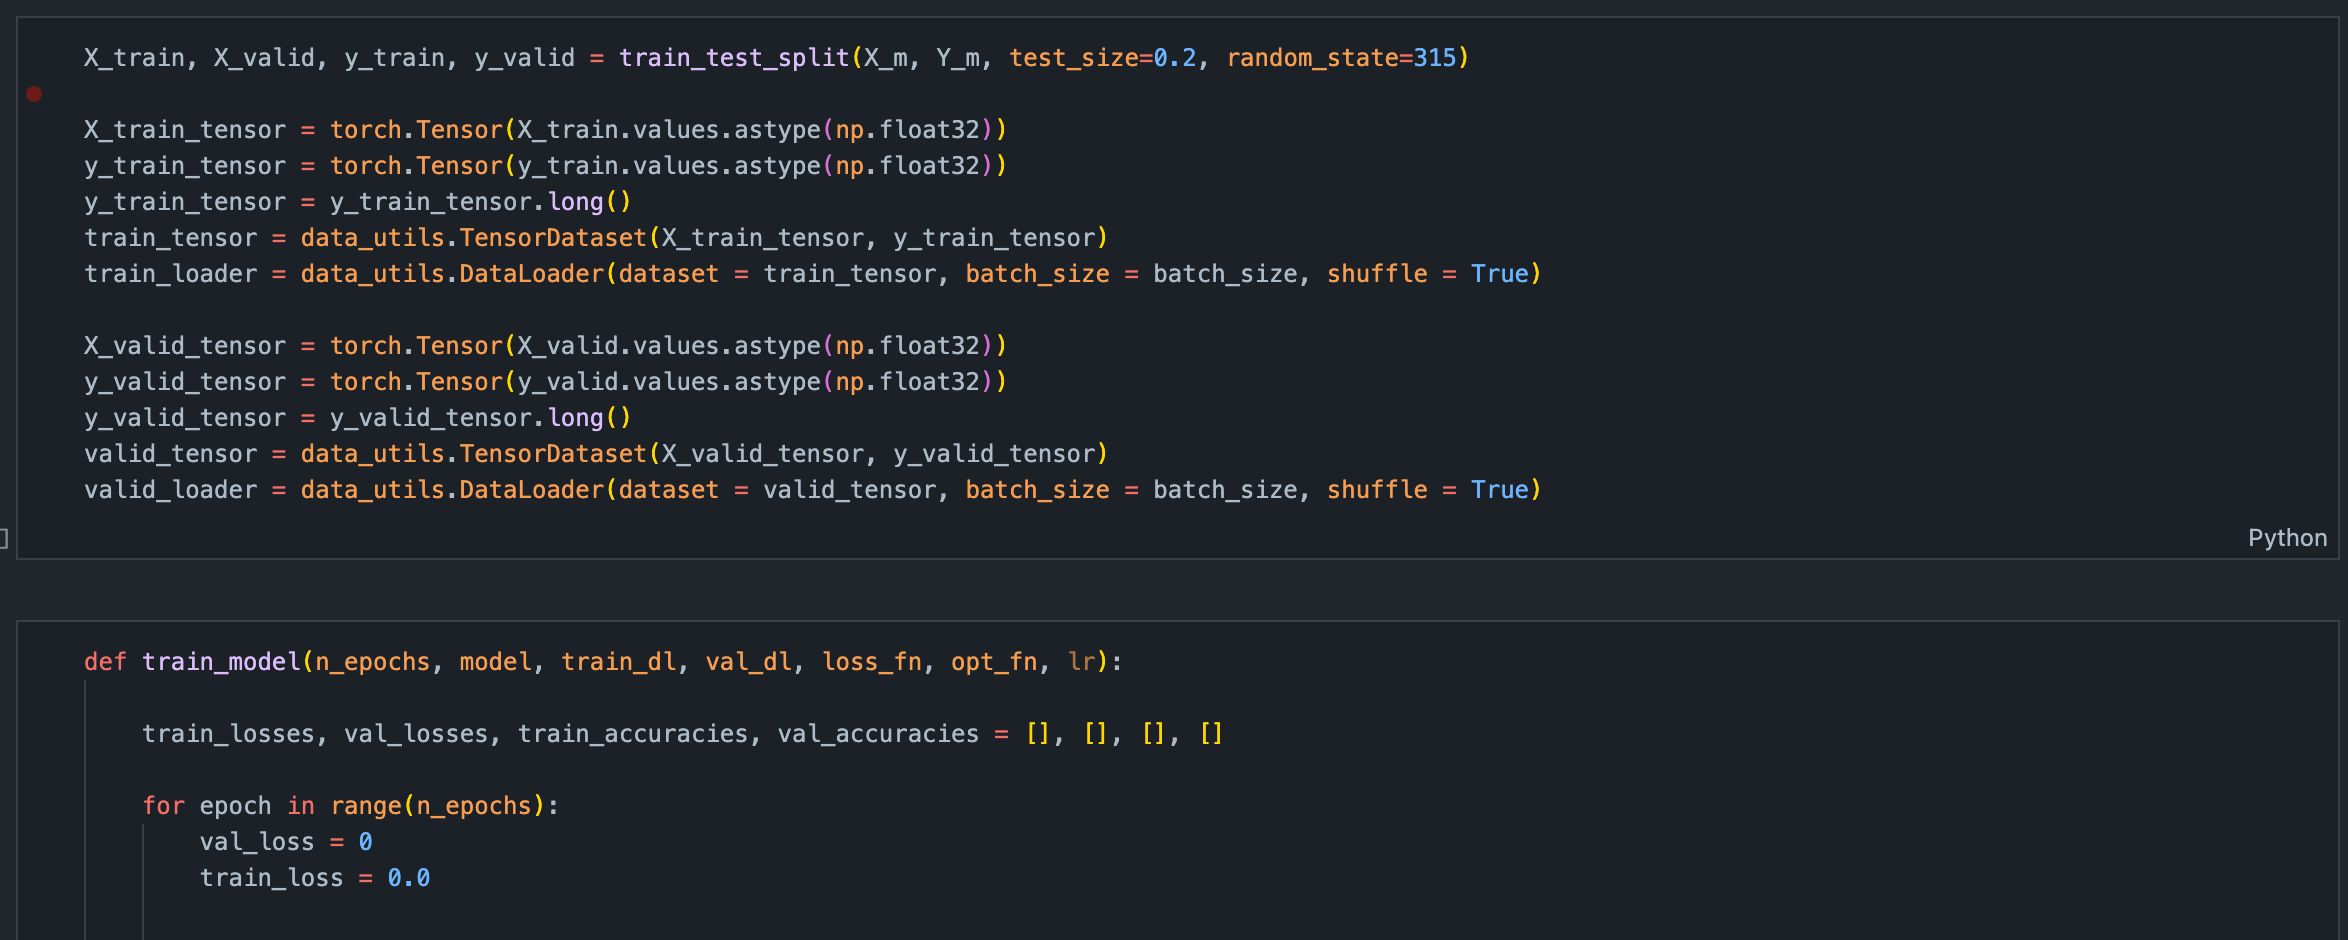 X_train, X_valid, y_train, y_valid = train_test_split(X_m, Y_m, test_size=0.2, random_state=315)
X_train_tensor = torch.Tensor(X_train.values.astype(np.float32))
y_train_tensor = torch.Tensor(y_train.values.astype(np.float32))
y_train_tensor = y_train_tensor.long()
train_tensor = data_utils.TensorDataset(X_train_tensor, y_train_tensor)
train_loader = data_utils.DataLoader(dataset = train_tensor, batch_size = batch_size, shuffle = True)
X_valid_tensor = torch.Tensor(X_valid.values.astype(np.float32))
y_valid_tensor = torch.Tensor(y_valid.values.astype(np.float32))
y_valid_tensor = y_valid_tensor.long()
valid_tensor = data_utils.TensorDataset(X_valid_tensor, y_valid_tensor)
valid_loader = data_utils.DataLoader(dataset = valid_tensor, batch_size = batch_size, shuffle = True)
]
Python
def train_model(n_epochs, model, train_dl, val_dl, loss_fn, opt_fn, lr):
train_losses, val_losses, train_accuracies, val_accuracies = [], [], [], []
for epoch in range(n_epochs):
val_loss = 0
train_loss = 0.0